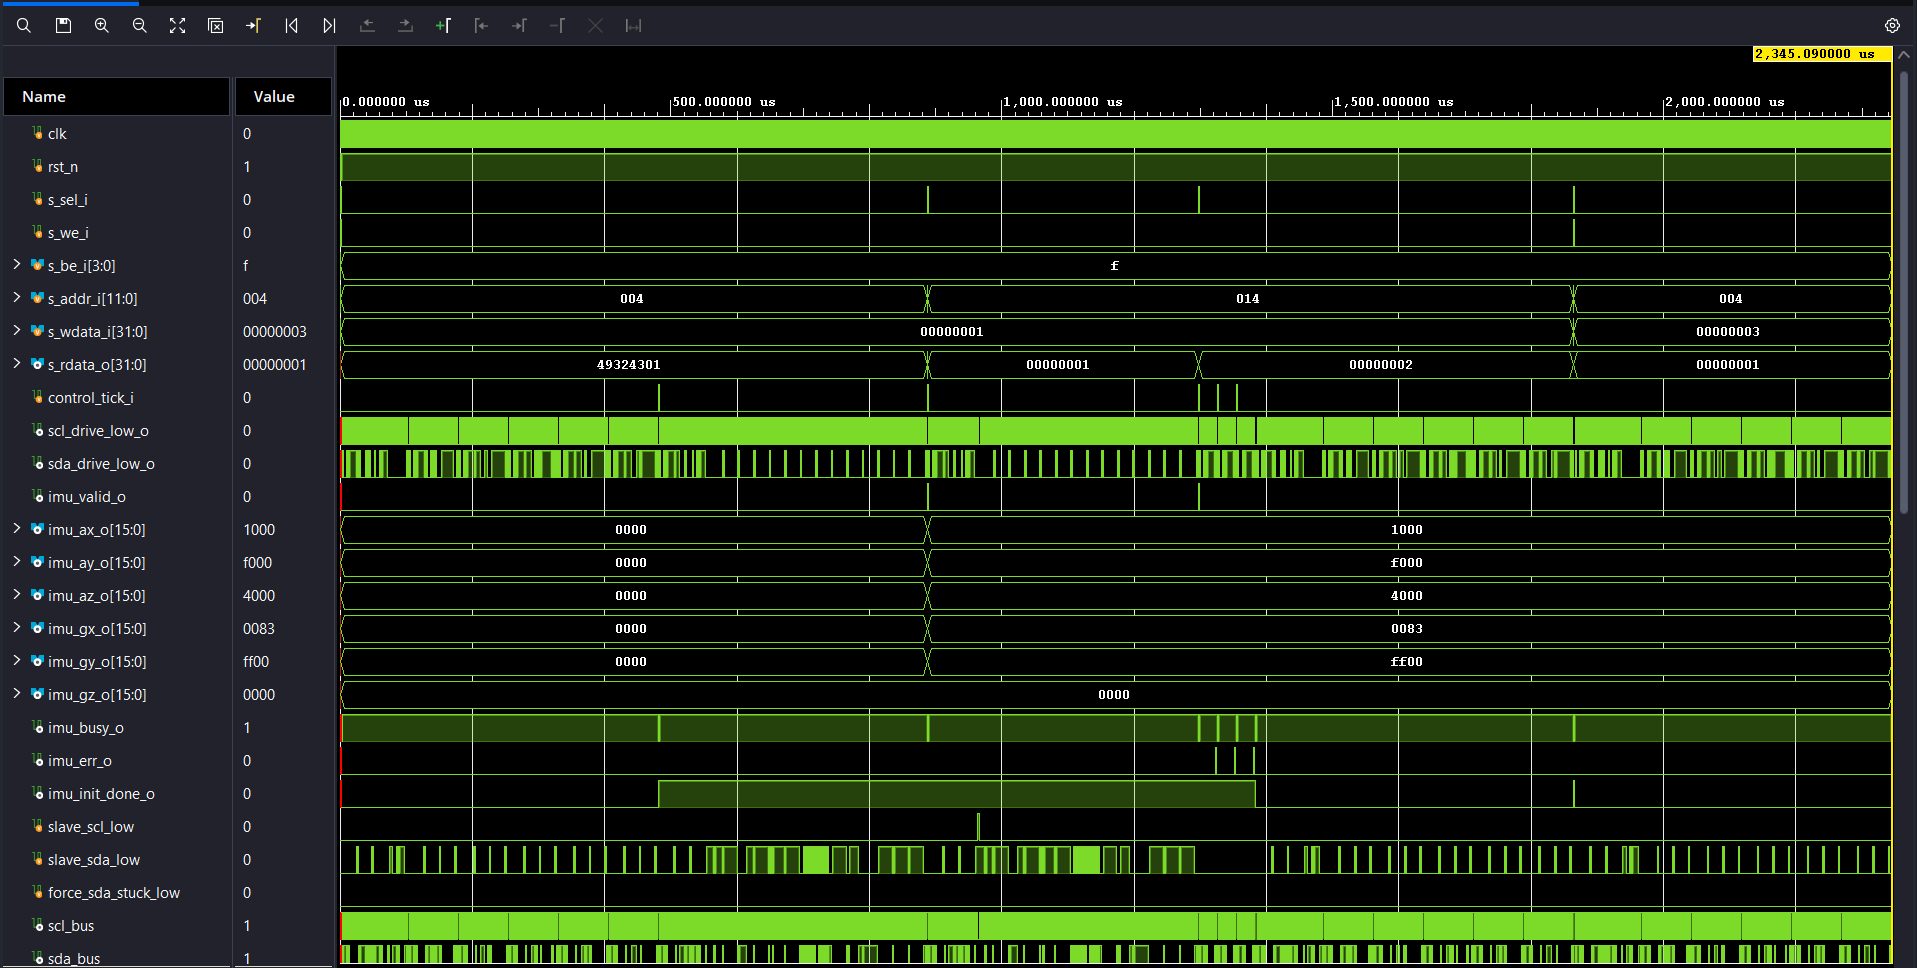 2,345.090000 us
Name Value
0.000000 us 500.000000 us 1,000.000000 us 1,500.000000 us 2,000.000000 us
clk 0
rst_n 1
s_sel_i 0
s_we_i 0
s_be_i[3:0] f f
s_addr_i[11:0] 004 004 014 004
s_wdata_i[31:0] 00000003 00000001 00000003
s_rdata_o[31:0] 00000001 49324301 00000001 00000002 00000001
control_tick_i 0
scl_drive_low_o 0
sda_drive_low_o 0
imu_valid_o 0
imu_ax_o[15:0] 1000 0000 1000
imu_ay_o[15:0] f000 0000 f000
imu_az_o[15:0] 4000 0000 4000
imu_gx_o[15:0] 0083 0000 0083
imu_gy_o[15:0] ff00 0000 ff00
imu_gz_o[15:0] 0000 0000
imu_busy_o 1
imu_err_o 0
imu_init_done_o 0
slave_scl_low 0
slave_sda_low 0
force_sda_stuck_low 0
scl_bus 1
sda_bus 1